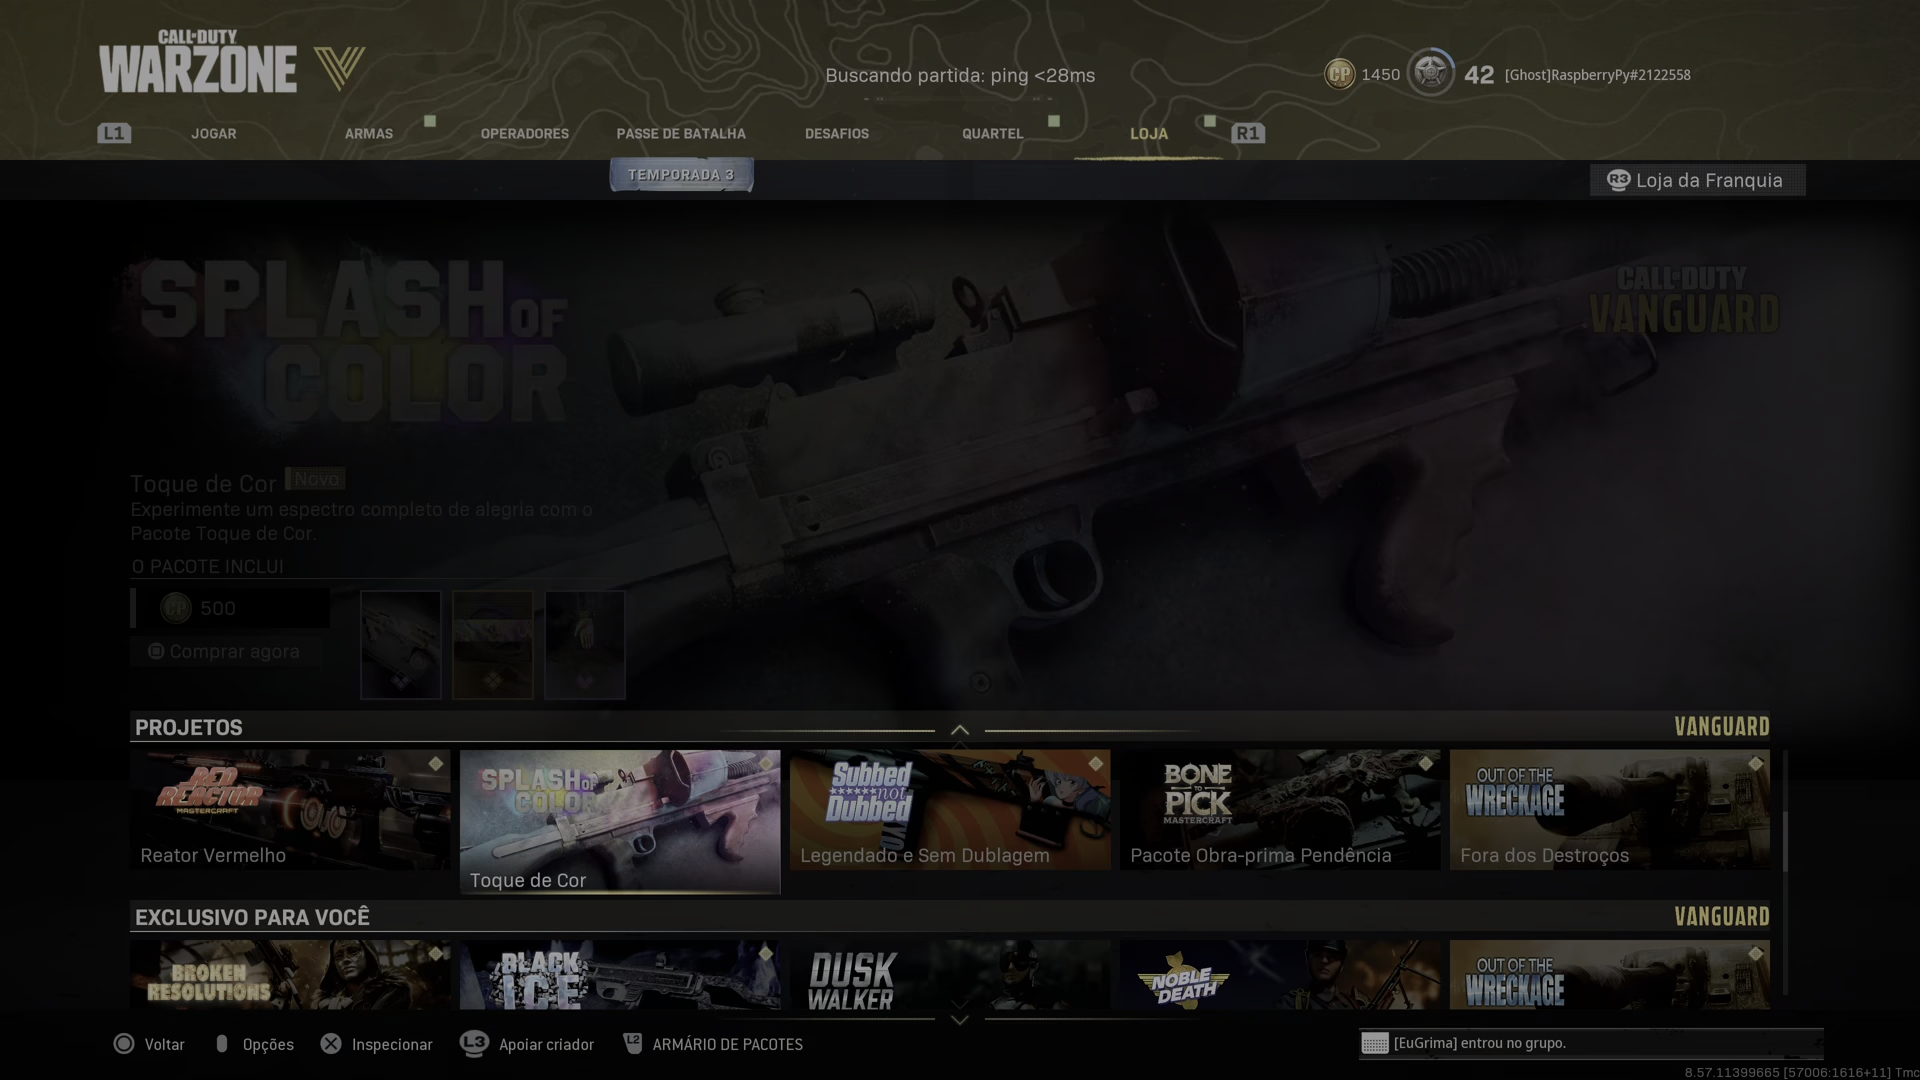 CALL OF DUTY
WARZONE
Buscando partida: ping <28ms
CP 1450
42 [Ghost]RaspberryPy#2122558
L1 JOGAR ARMAS OPERADORES PASSE DE BATALHA DESAFIOS QUARTEL LOJA R1
TEMPORADA 3
R3 Loja da Franquia
SPLASH OF
COLOR
CALL OF DUTY
VANGUARD
Toque de Cor Novo
Experimente um espectro completo de alegria com o
Pacote Toque de Cor.
O PACOTE INCLUI
CP 500
Comprar agora
PROJETOS VANGUARD
RED
REACTOR
MASTERCRAFT
Reator Vermelho
SPLASH OF
COLOR
Toque de Cor
Subbed
not
Dubbed
Legendado e Sem Dublagem
BONE
TO
PICK
MASTERCRAFT
Pacote Obra-prima Pendência
OUT OF THE
WRECKAGE
Fora dos Destroços
EXCLUSIVO PARA VOCÊ VANGUARD
BROKEN
RESOLUTIONS
BLACK
ICE
DUSK
WALKER
NOBLE
DEATH
OUT OF THE
WRECKAGE
Voltar Opções Inspecionar L3 Apoiar criador L2 ARMÁRIO DE PACOTES
[EuGrima] entrou no grupo.
8.57.11399665 [57006:1616+11] Tmc